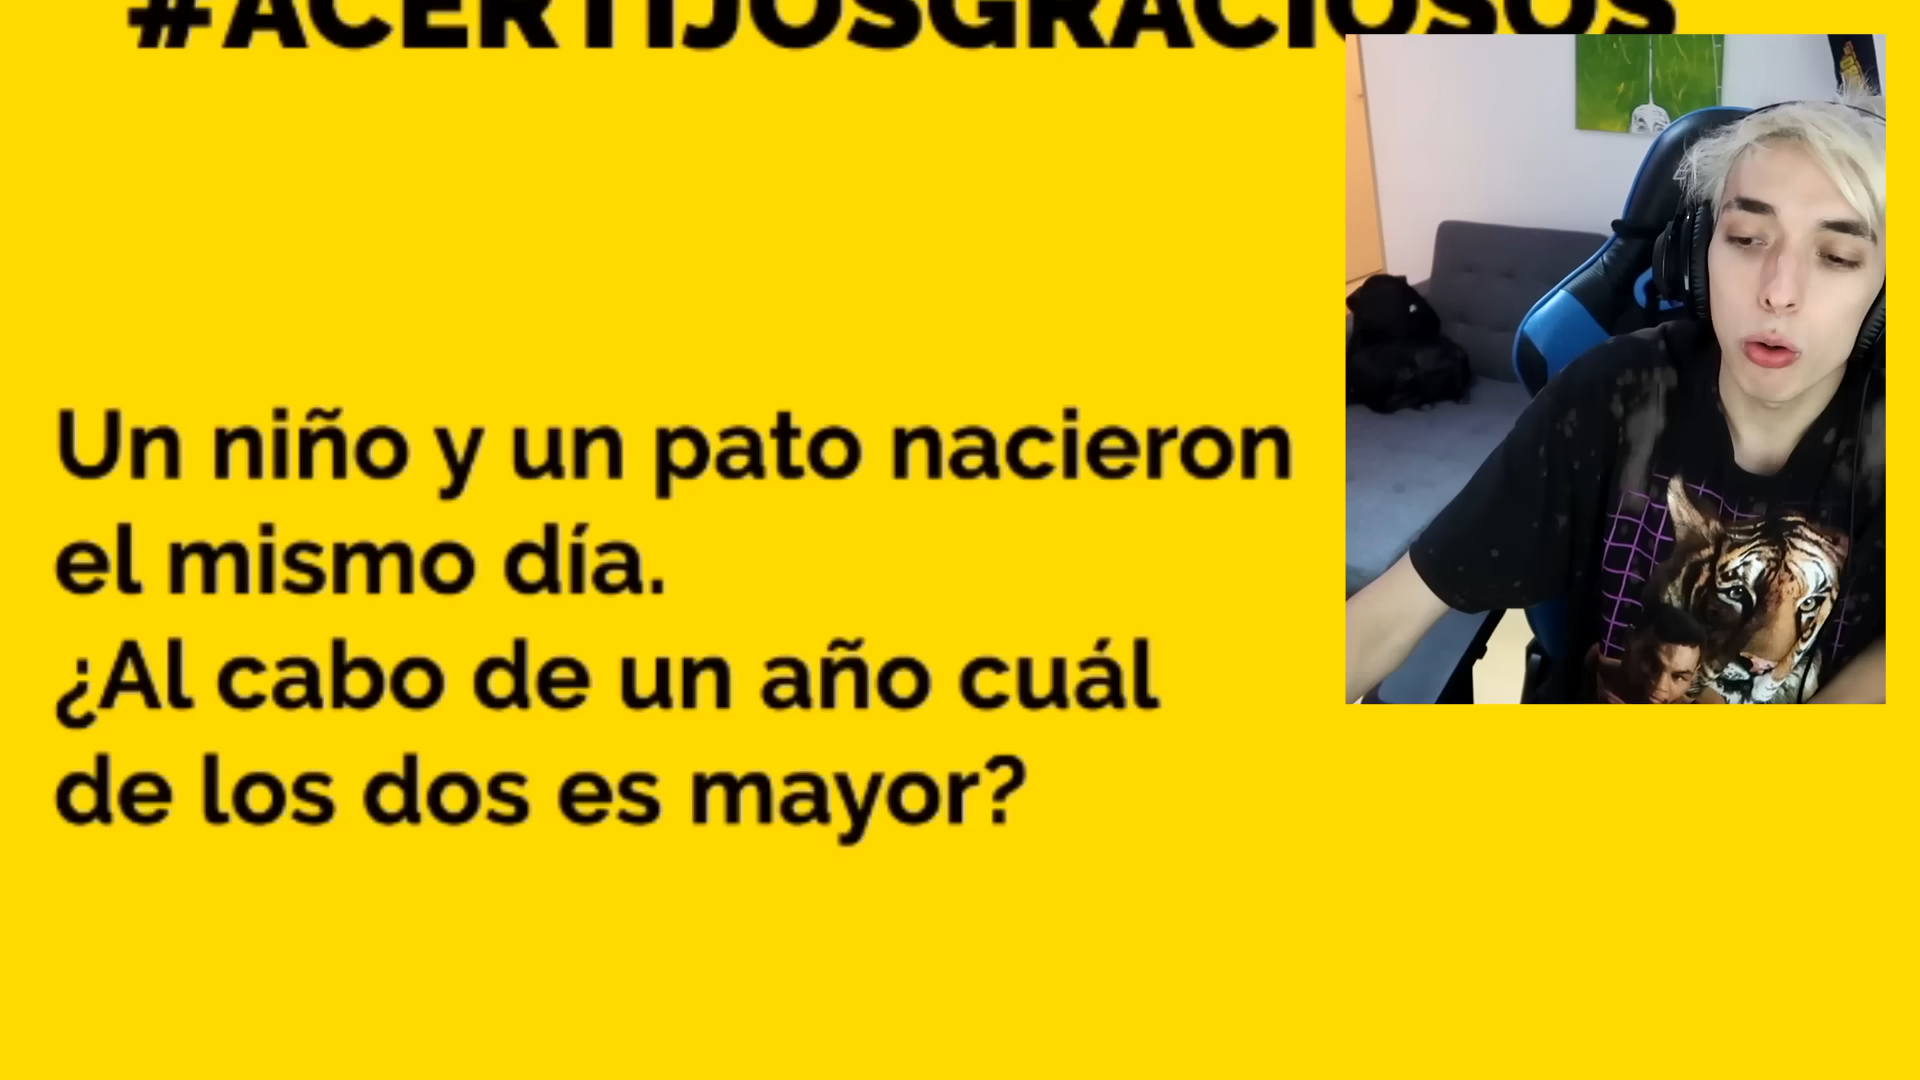 #ACERTIJOSGRACIOSOS
Un niño y un pato nacieron
el mismo día.
¿Al cabo de un año cuál
de los dos es mayor?